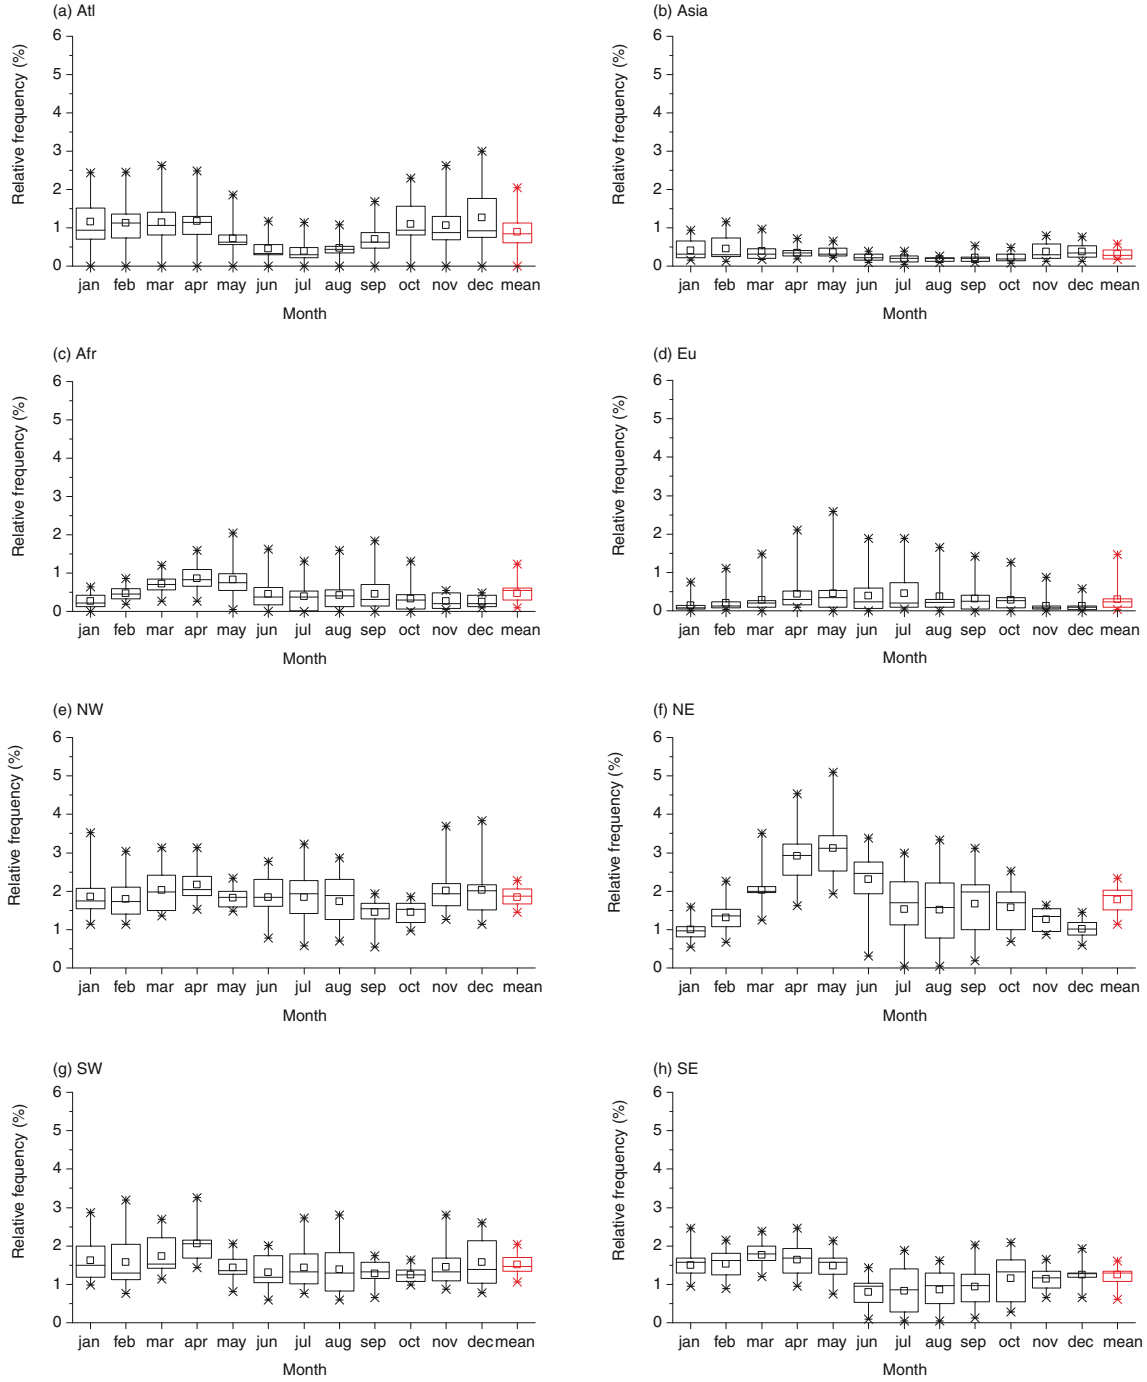 (a) Atl
Relative frequency (%)
6
5
4
3
2
1
0
jan feb mar apr may jun jul aug sep oct nov dec mean
Month
(b) Asia
Relative frequency (%)
6
5
4
3
2
1
0
jan feb mar apr may jun jul aug sep oct nov dec mean
Month
(c) Afr
Relative frequency (%)
6
5
4
3
2
1
0
jan feb mar apr may jun jul aug sep oct nov dec mean
Month
(d) Eu
Relative frequency (%)
6
5
4
3
2
1
0
jan feb mar apr may jun jul aug sep oct nov dec mean
Month
(e) NW
Relative frequency (%)
6
5
4
3
2
1
0
jan feb mar apr may jun jul aug sep oct nov dec mean
Month
(f) NE
Relative frequency (%)
6
5
4
3
2
1
0
jan feb mar apr may jun jul aug sep oct nov dec mean
Month
(g) SW
Relative fequency (%)
6
5
4
3
2
1
0
jan feb mar apr may jun jul aug sep oct nov dec mean
Month
(h) SE
Relative frequency (%)
6
5
4
3
2
1
0
jan feb mar apr may jun jul aug sep oct nov dec mean
Month